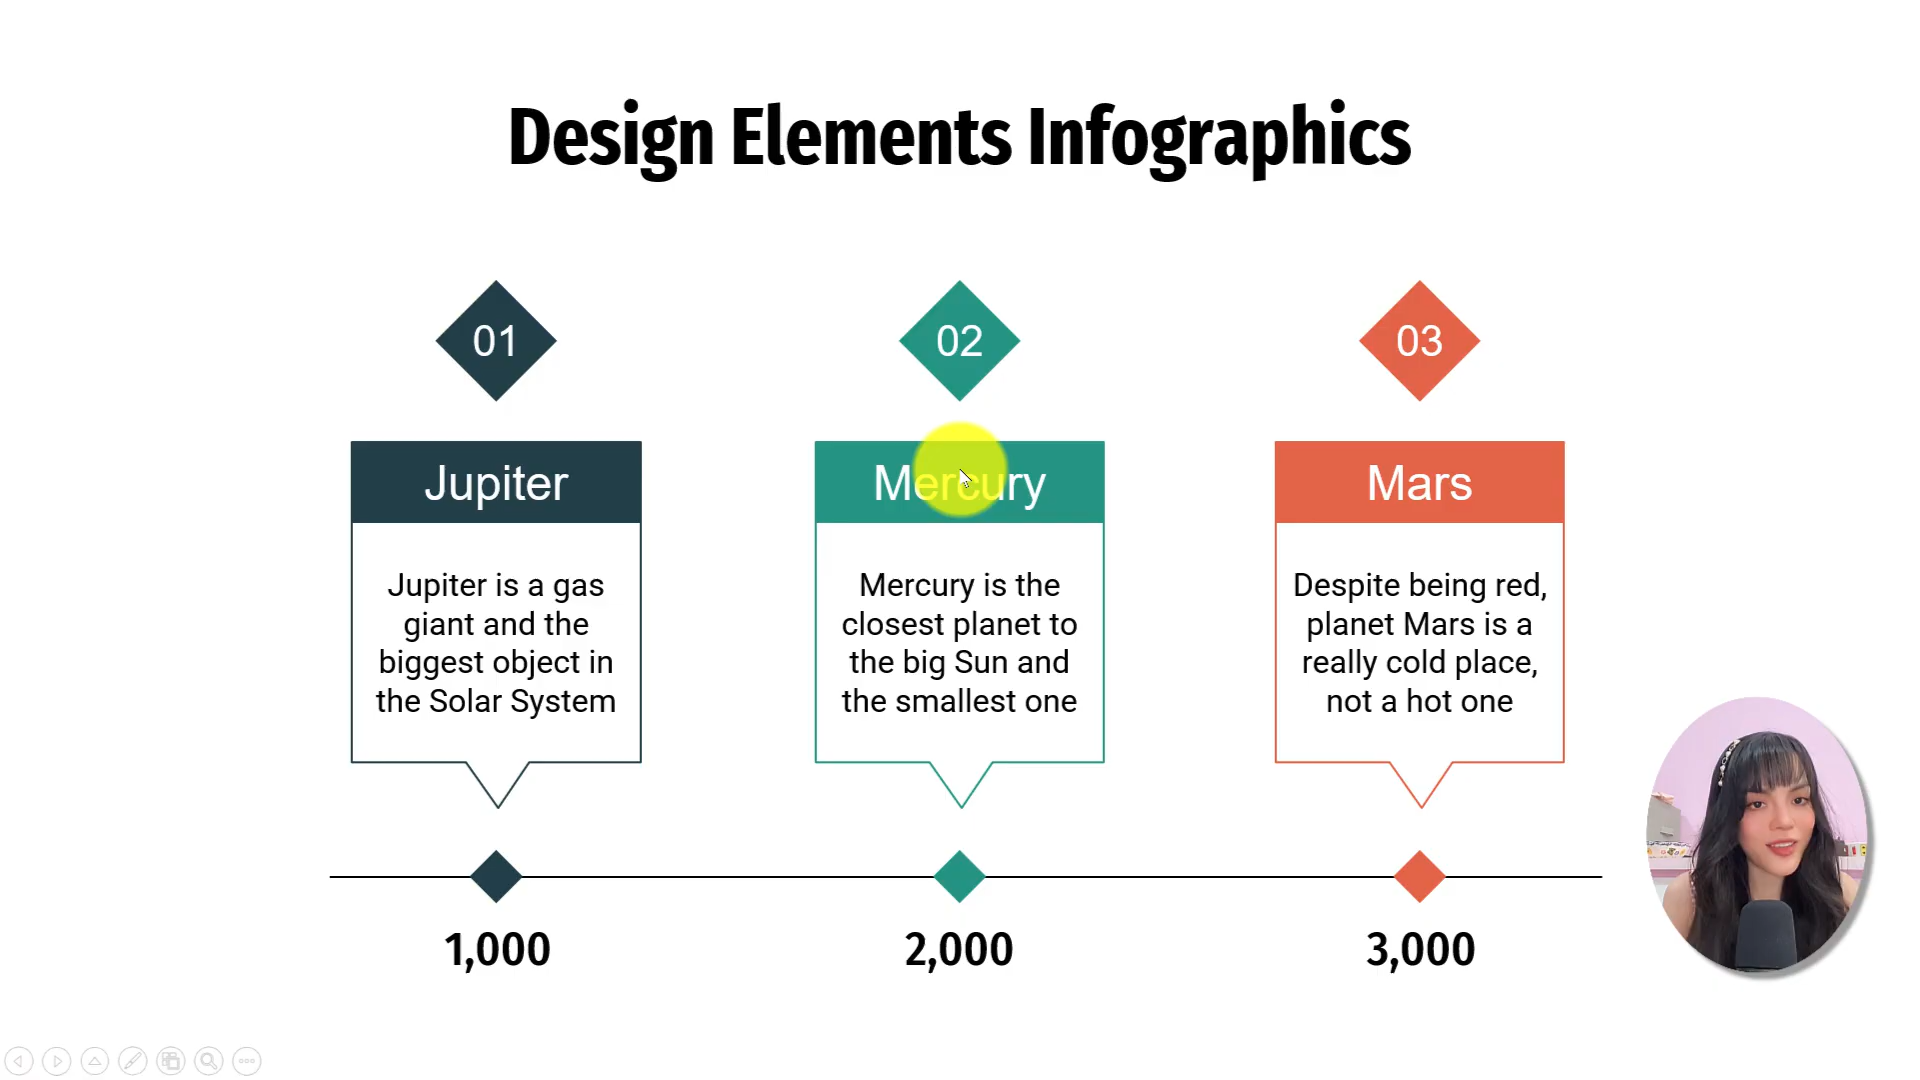 Design Elements Infographics
01
02
03
Jupiter
Mercury
Mars
Jupiter is a gas
giant and the
biggest object in
the Solar System
Mercury is the
closest planet to
the big Sun and
the smallest one
Despite being red,
planet Mars is a
really cold place,
not a hot one
1,000
2,000
3,000